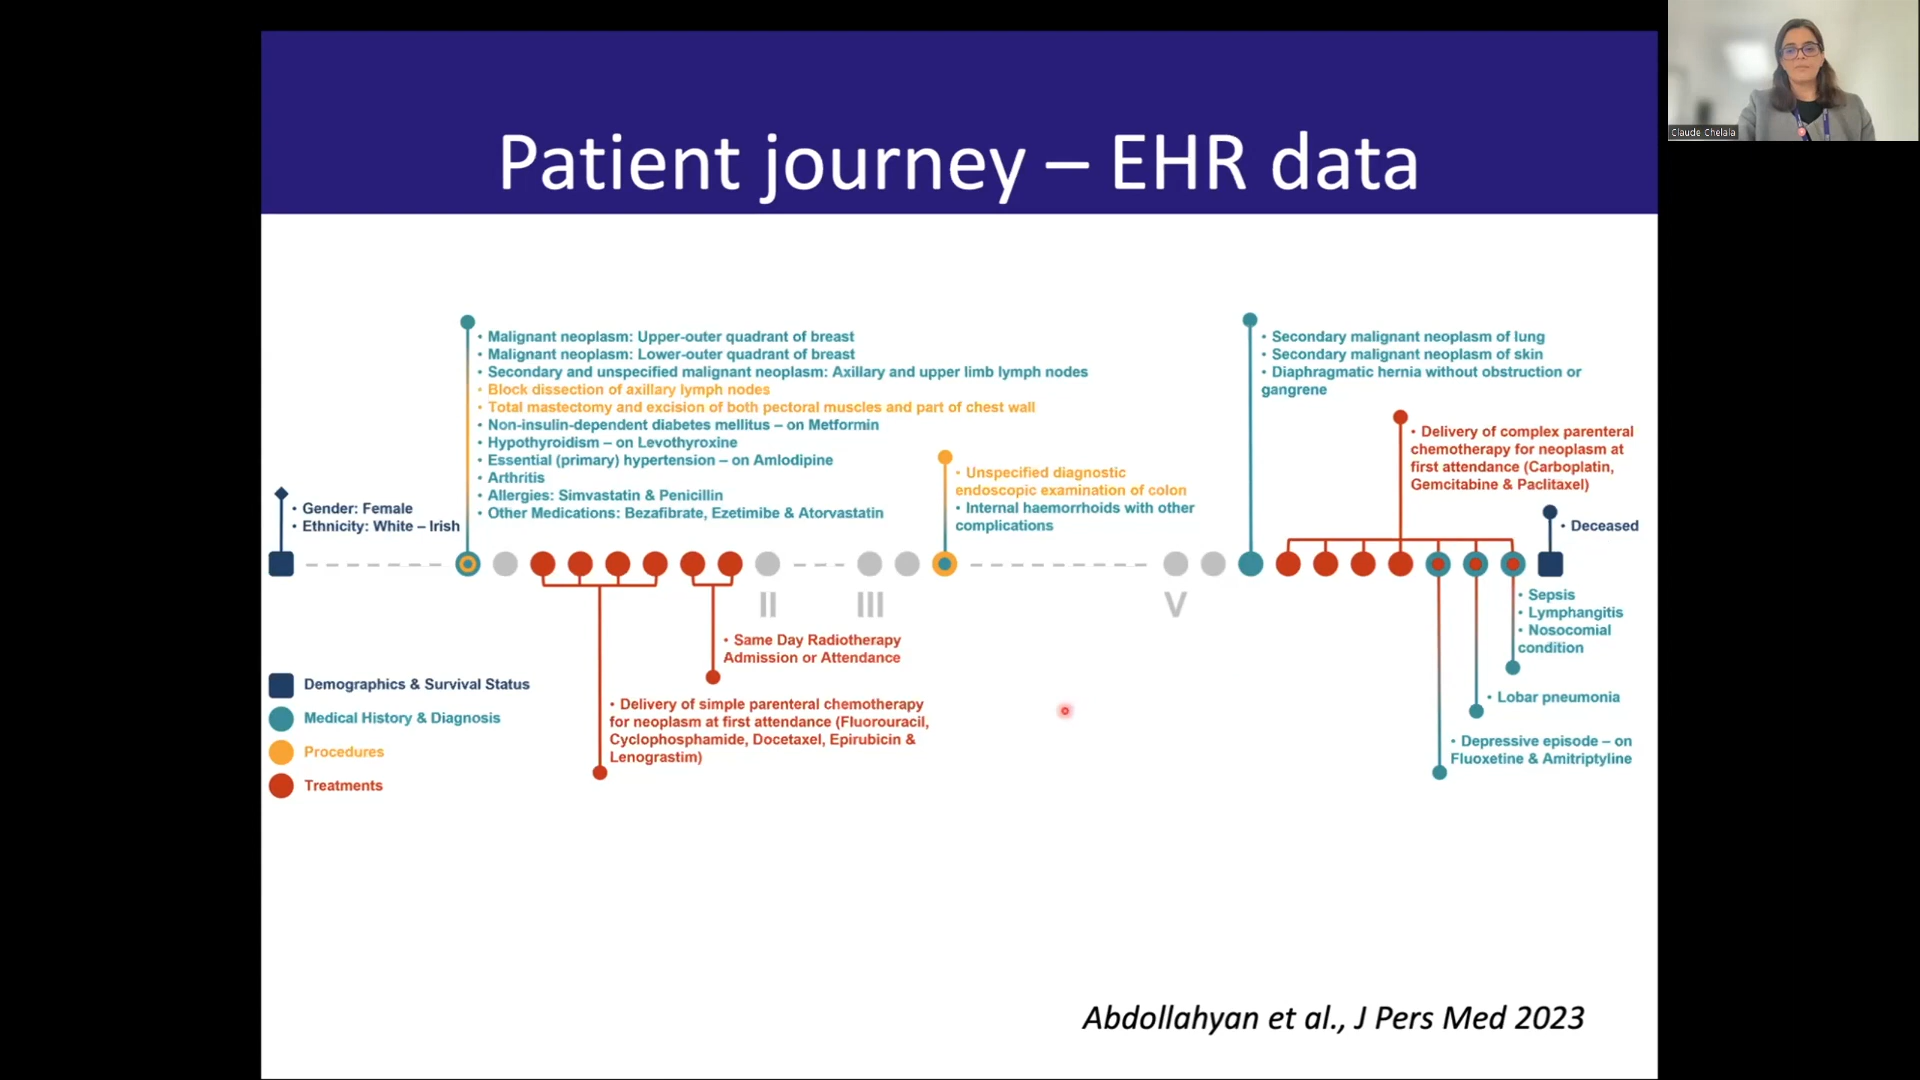 Patient journey – EHR data
Claude Chelala
• Malignant neoplasm: Upper-outer quadrant of breast
• Malignant neoplasm: Lower-outer quadrant of breast
• Secondary and unspecified malignant neoplasm: Axillary and upper limb lymph nodes
• Block dissection of axillary lymph nodes
• Total mastectomy and excision of both pectoral muscles and part of chest wall
• Non-insulin-dependent diabetes mellitus – on Metformin
• Hypothyroidism – on Levothyroxine
• Essential (primary) hypertension – on Amlodipine
• Arthritis
• Allergies: Simvastatin & Penicillin
• Other Medications: Bezafibrate, Ezetimibe & Atorvastatin
• Gender: Female
• Ethnicity: White – Irish
• Unspecified diagnostic
endoscopic examination of colon
• Internal haemorrhoids with other
complications
• Secondary malignant neoplasm of lung
• Secondary malignant neoplasm of skin
• Diaphragmatic hernia without obstruction or
gangrene
• Delivery of complex parenteral
chemotherapy for neoplasm at
first attendance (Carboplatin,
Gemcitabine & Paclitaxel)
• Deceased
II
III
V
• Same Day Radiotherapy
Admission or Attendance
• Delivery of simple parenteral chemotherapy
for neoplasm at first attendance (Fluorouracil,
Cyclophosphamide, Docetaxel, Epirubicin &
Lenograstim)
• Sepsis
• Lymphangitis
• Nosocomial
condition
• Lobar pneumonia
• Depressive episode – on
Fluoxetine & Amitriptyline
Demographics & Survival Status
Medical History & Diagnosis
Procedures
Treatments
Abdollahyan et al., J Pers Med 2023